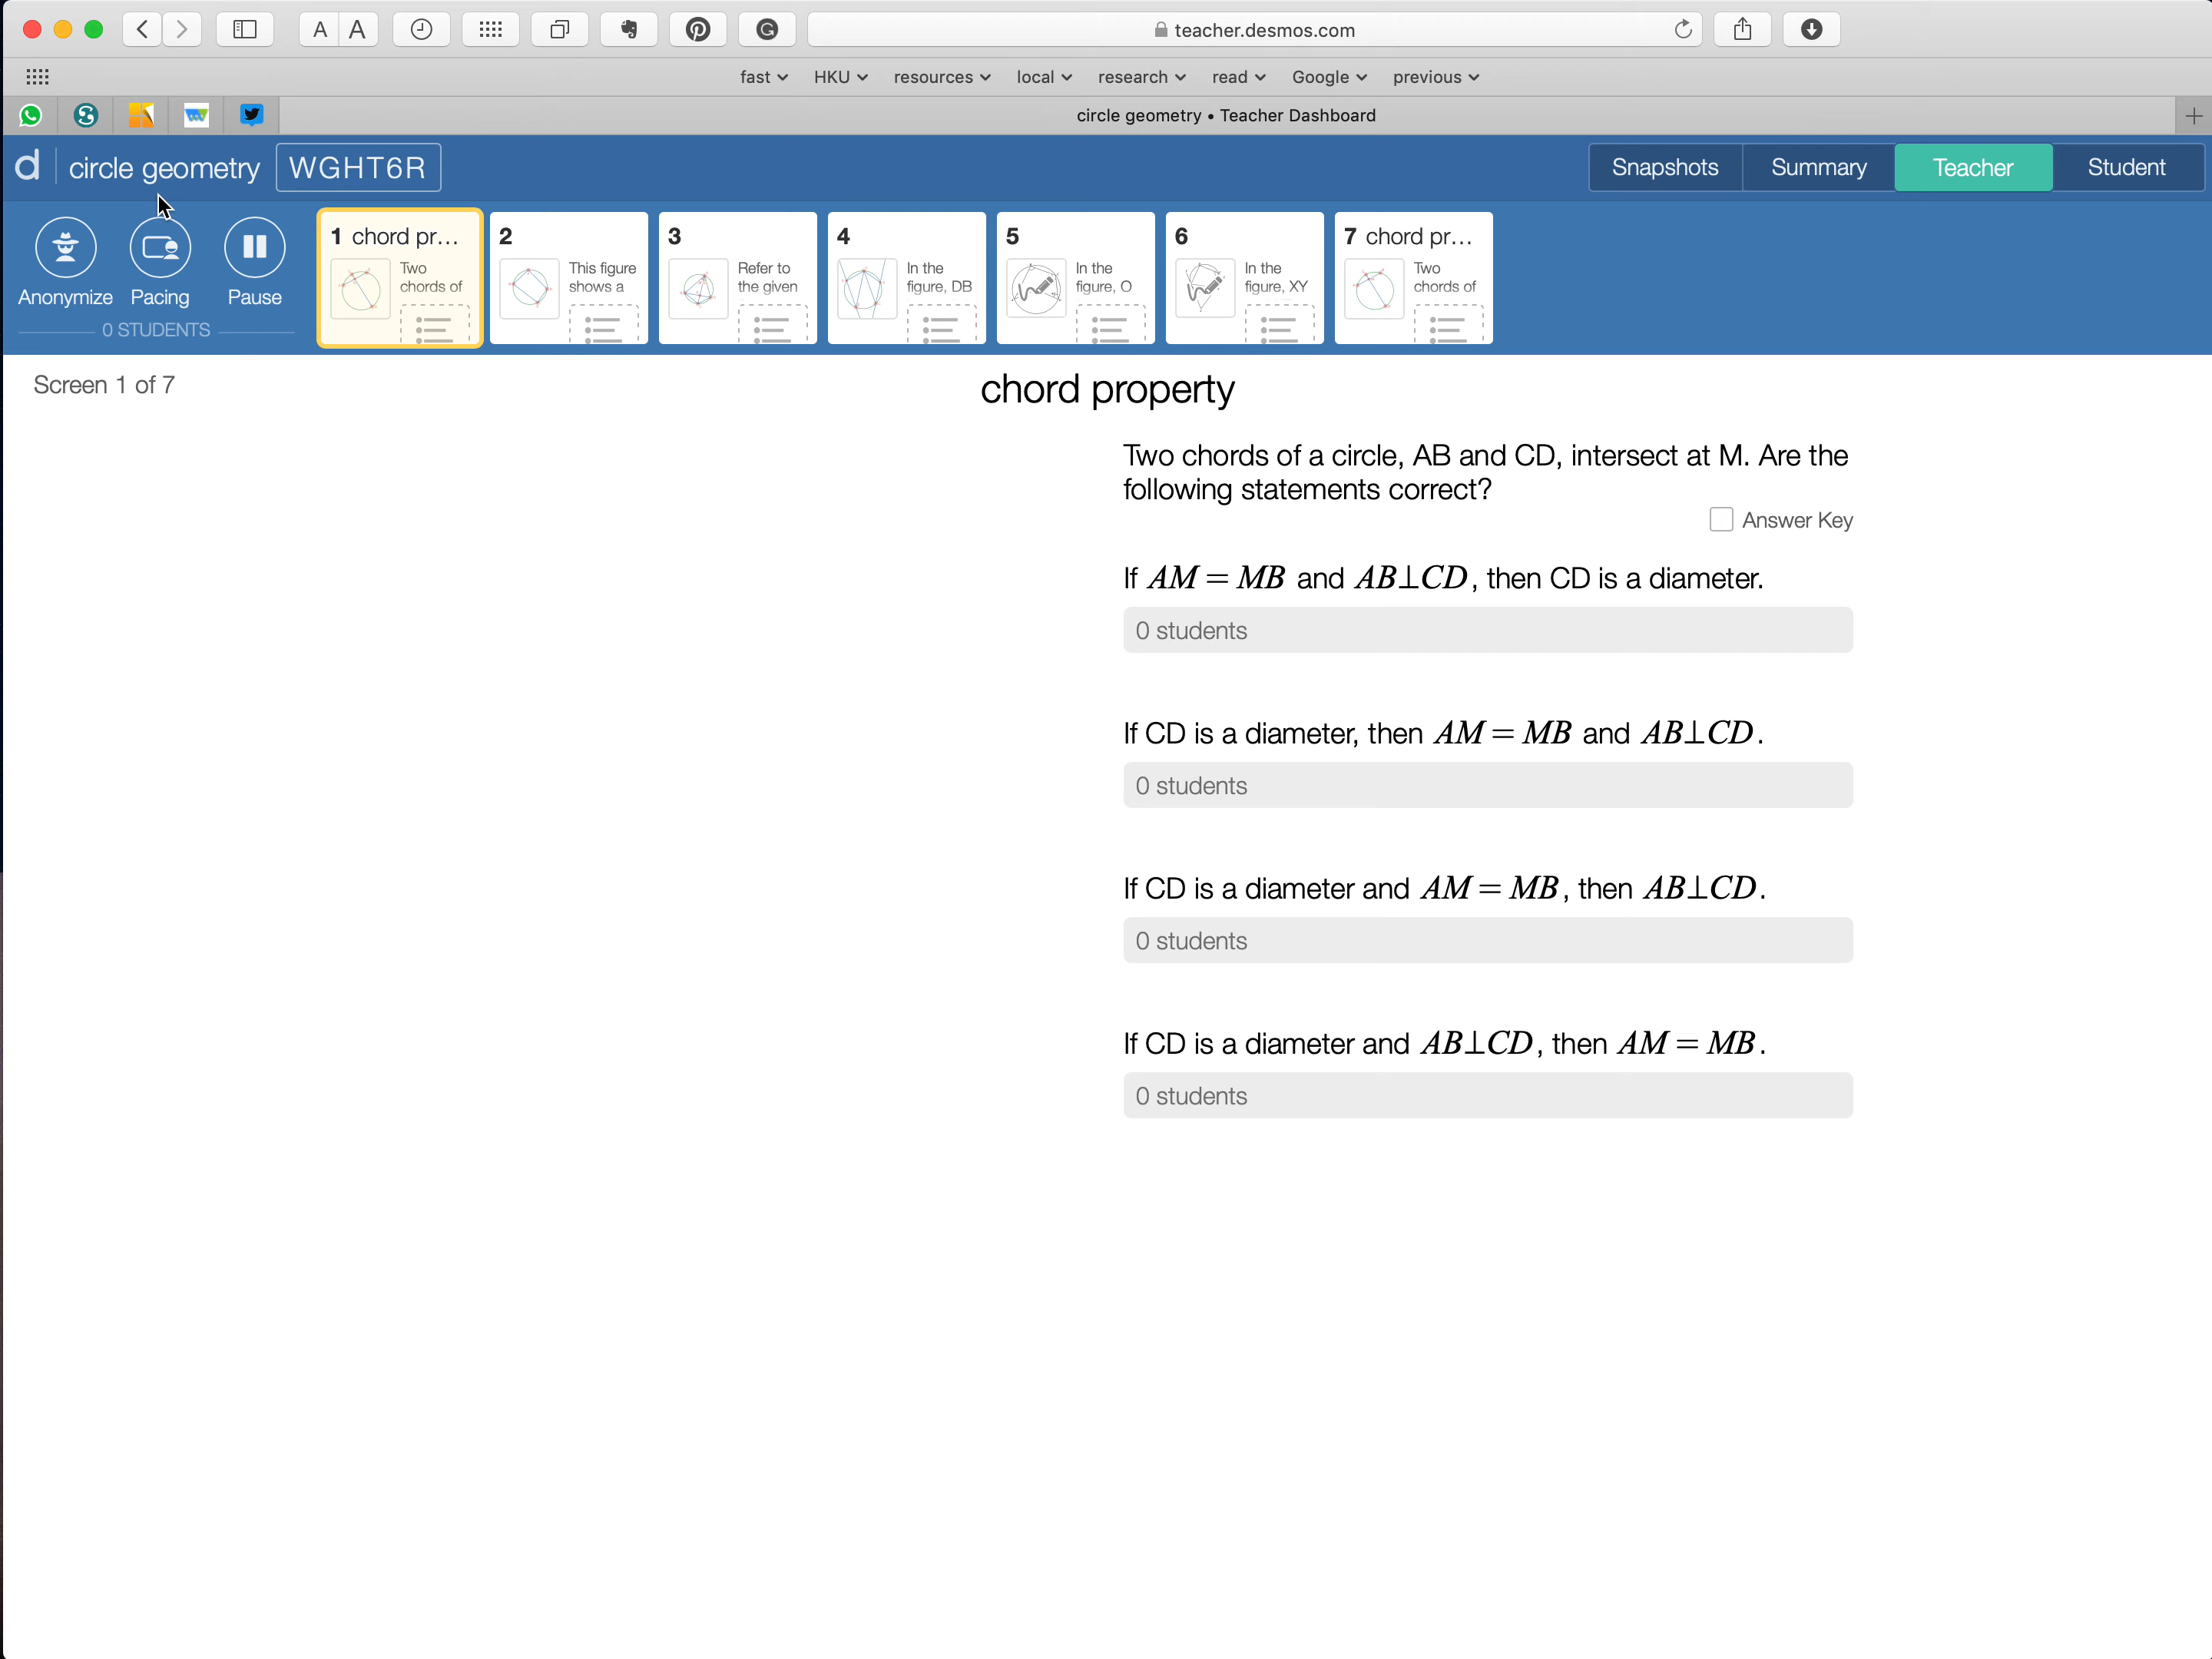 A A
teacher.desmos.com
fast HKU resources local research read Google previous
circle geometry • Teacher Dashboard
d circle geometry WGHT6R Snapshots Summary Teacher Student
Anonymize Pacing Pause
0 STUDENTS
1 chord pr...
Two
chords of
2
This figure
shows a
3
Refer to
the given
4
In the
figure, DB
5
In the
figure, O
6
In the
figure, XY
7 chord pr...
Two
chords of
Screen 1 of 7
chord property
Two chords of a circle, AB and CD, intersect at M. Are the
following statements correct?
Answer Key
If AM = MB and AB⊥CD, then CD is a diameter.
0 students
If CD is a diameter, then AM = MB and AB⊥CD.
0 students
If CD is a diameter and AM = MB, then AB⊥CD.
0 students
If CD is a diameter and AB⊥CD, then AM = MB.
0 students